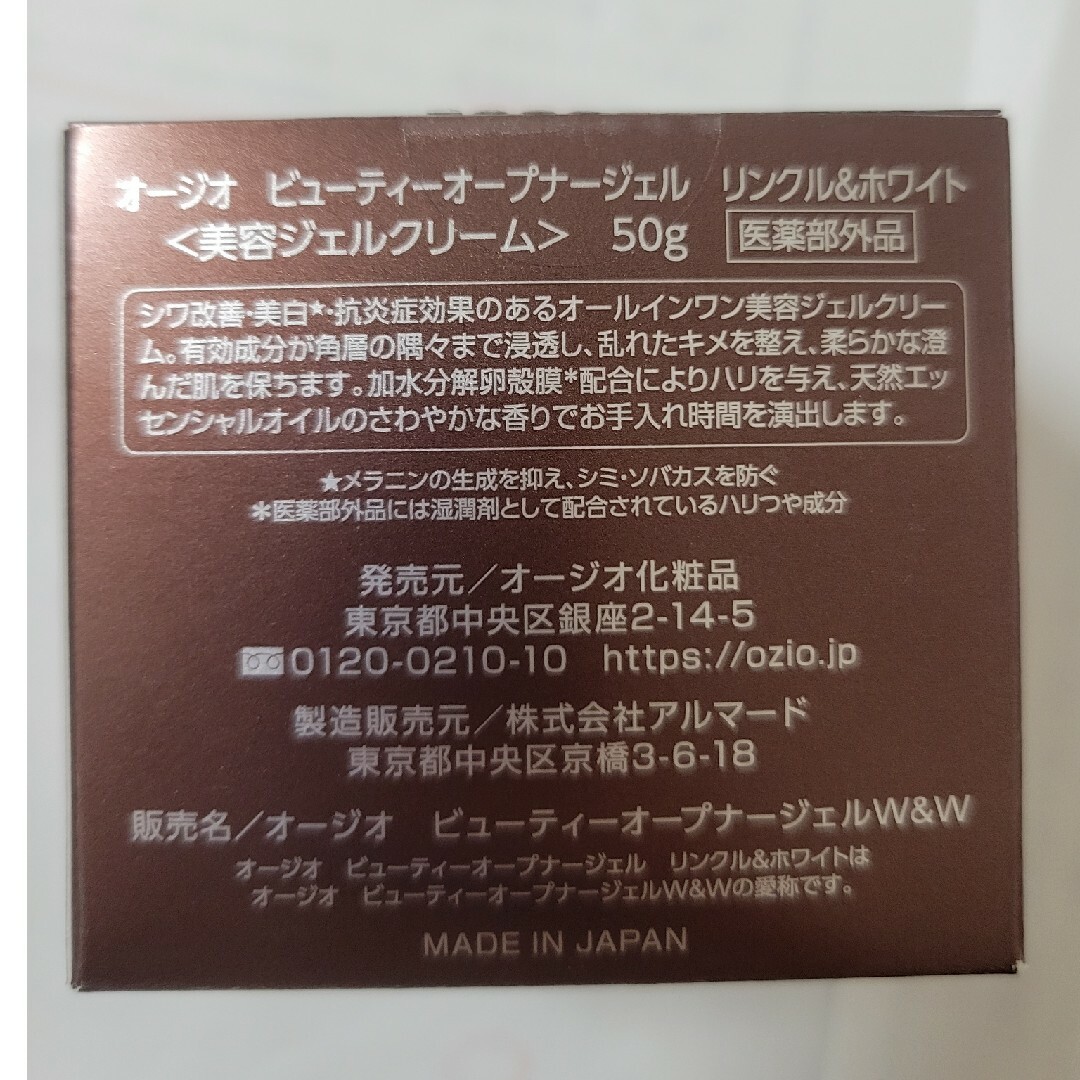 オージオ ビューティーオープナージェル リンクル&ホワイト
<美容ジェルクリーム> 50g 医薬部外品
シワ改善・美白★・抗炎症効果のあるオールインワン美容ジェルクリー
ム。有効成分が角層の隅々まで浸透し、乱れたキメを整え、柔らかな澄
んだ肌を保ちます。加水分解卵殻膜*配合によりハリを与え、天然エッ
センシャルオイルのさわやかな香りでお手入れ時間を演出します。
★メラニンの生成を抑え、シミ・ソバカスを防ぐ
*医薬部外品には湿潤剤として配合されているハリつや成分
発売元/オージオ化粧品
東京都中央区銀座2-14-5
0120-0210-10 https://ozio.jp
製造販売元/株式会社アルマード
東京都中央区京橋3-6-18
販売名/オージオ ビューティーオープナージェルW&W
オージオ ビューティーオープナージェル リンクル&ホワイトは
オージオ ビューティーオープナージェルW&Wの愛称です。
MADE IN JAPAN